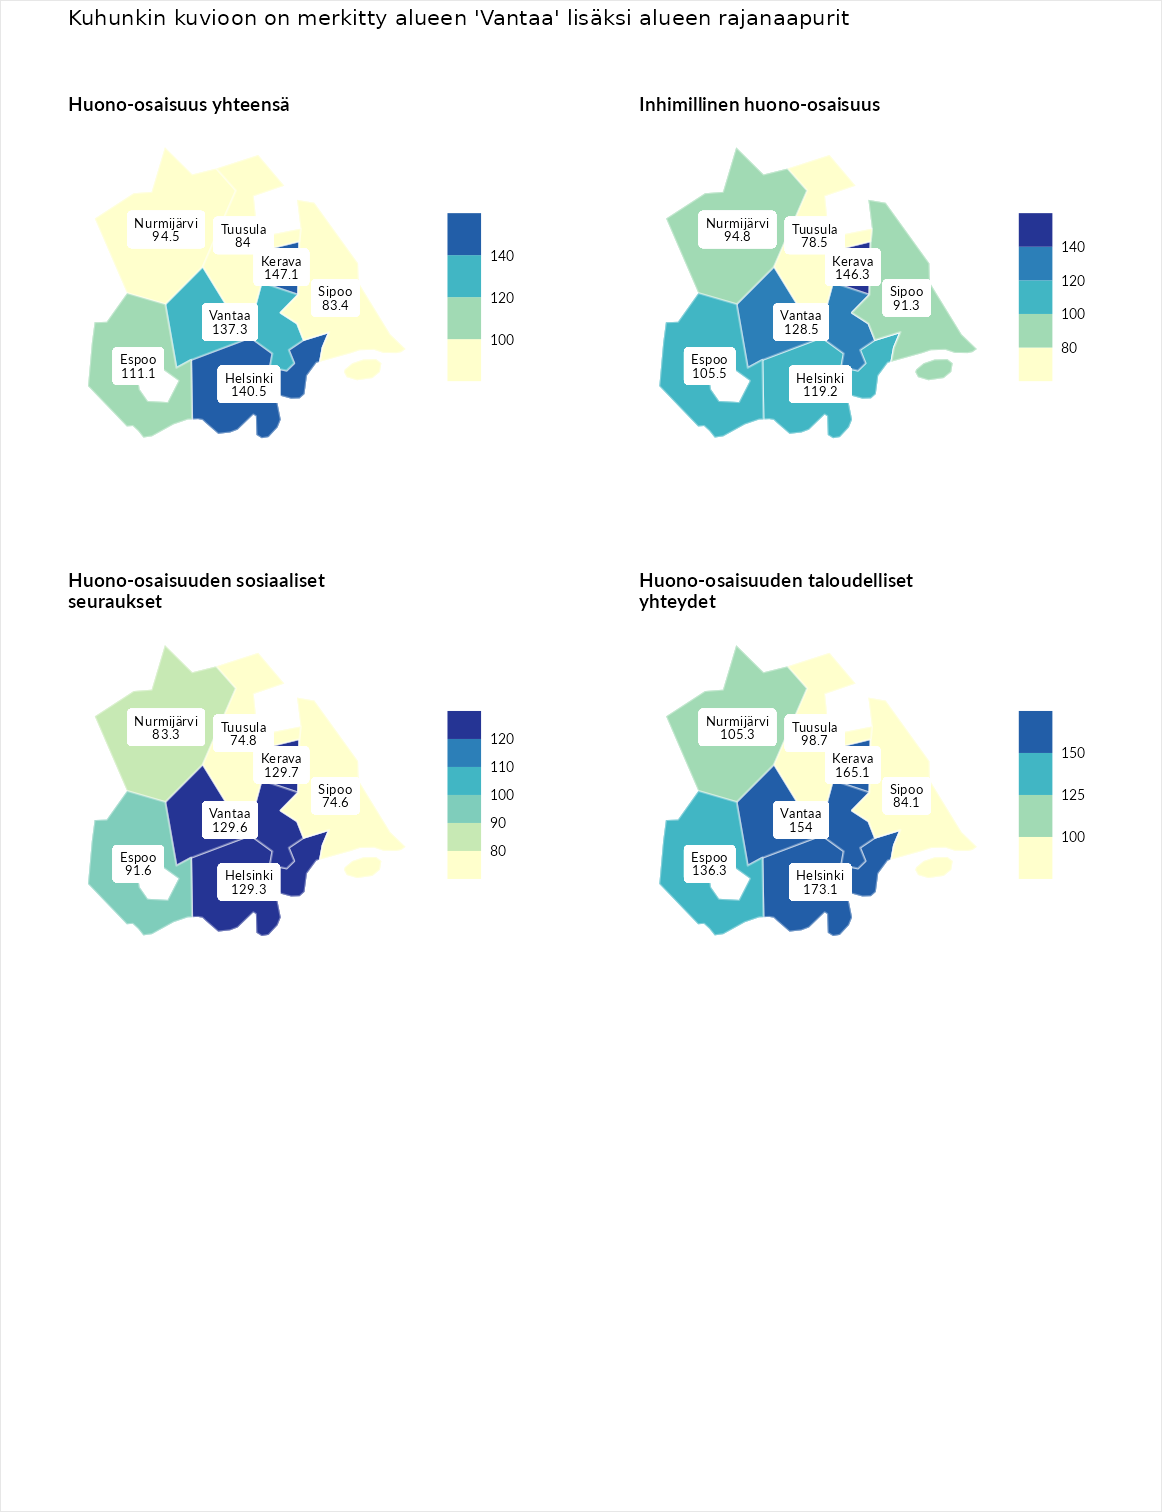 Kuhunkin kuvioon on merkitty alueen 'Vantaa' lisäksi alueen rajanaapurit
Huono-osaisuus yhteensä
Nurmijärvi
94.5
Tuusula
84
Kerava
147.1
Sipoo
83.4
Vantaa
137.3
Espoo
111.1
Helsinki
140.5
140
120
100
Inhimillinen huono-osaisuus
Nurmijärvi
94.8
Tuusula
78.5
Kerava
146.3
Sipoo
91.3
Vantaa
128.5
Espoo
105.5
Helsinki
119.2
140
120
100
80
Huono-osaisuuden sosiaaliset
seuraukset
Nurmijärvi
83.3
Tuusula
74.8
Kerava
129.7
Sipoo
74.6
Vantaa
129.6
Espoo
91.6
Helsinki
129.3
120
110
100
90
80
Huono-osaisuuden taloudelliset
yhteydet
Nurmijärvi
105.3
Tuusula
98.7
Kerava
165.1
Sipoo
84.1
Vantaa
154
Espoo
136.3
Helsinki
173.1
150
125
100